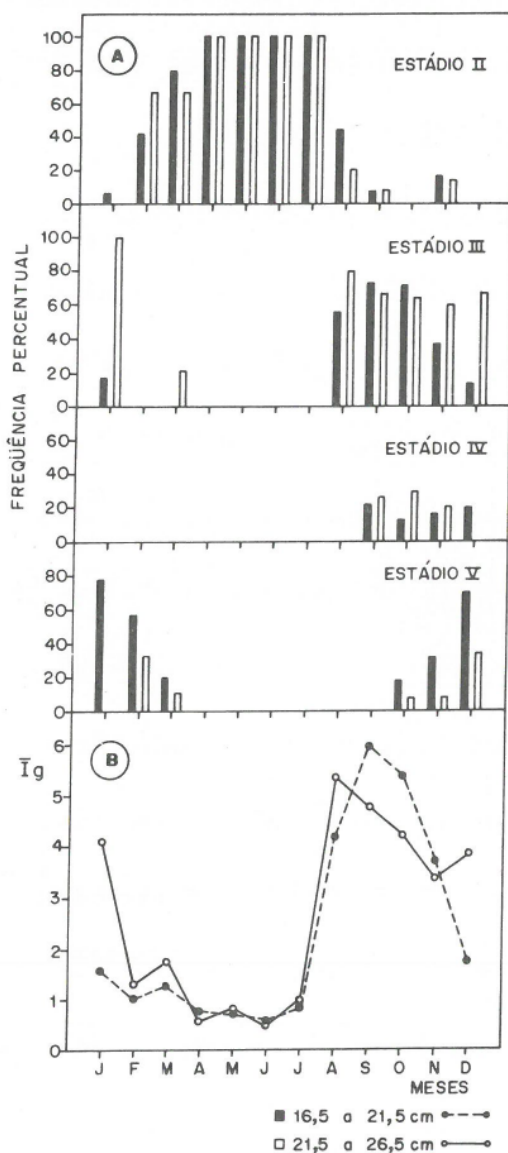 A
ESTÁDIO II
100
80
60
40
20
0
ESTÁDIO III
100
80
60
40
20
0
FREQÜÊNCIA PERCENTUAL
ESTÁDIO IV
60
40
20
0
ESTÁDIO V
80
60
40
20
0
B
Īg
6
5
4
3
2
1
0
J F M A M J J A S O N D
MESES
16,5 a 21,5 cm
21,5 a 26,5 cm